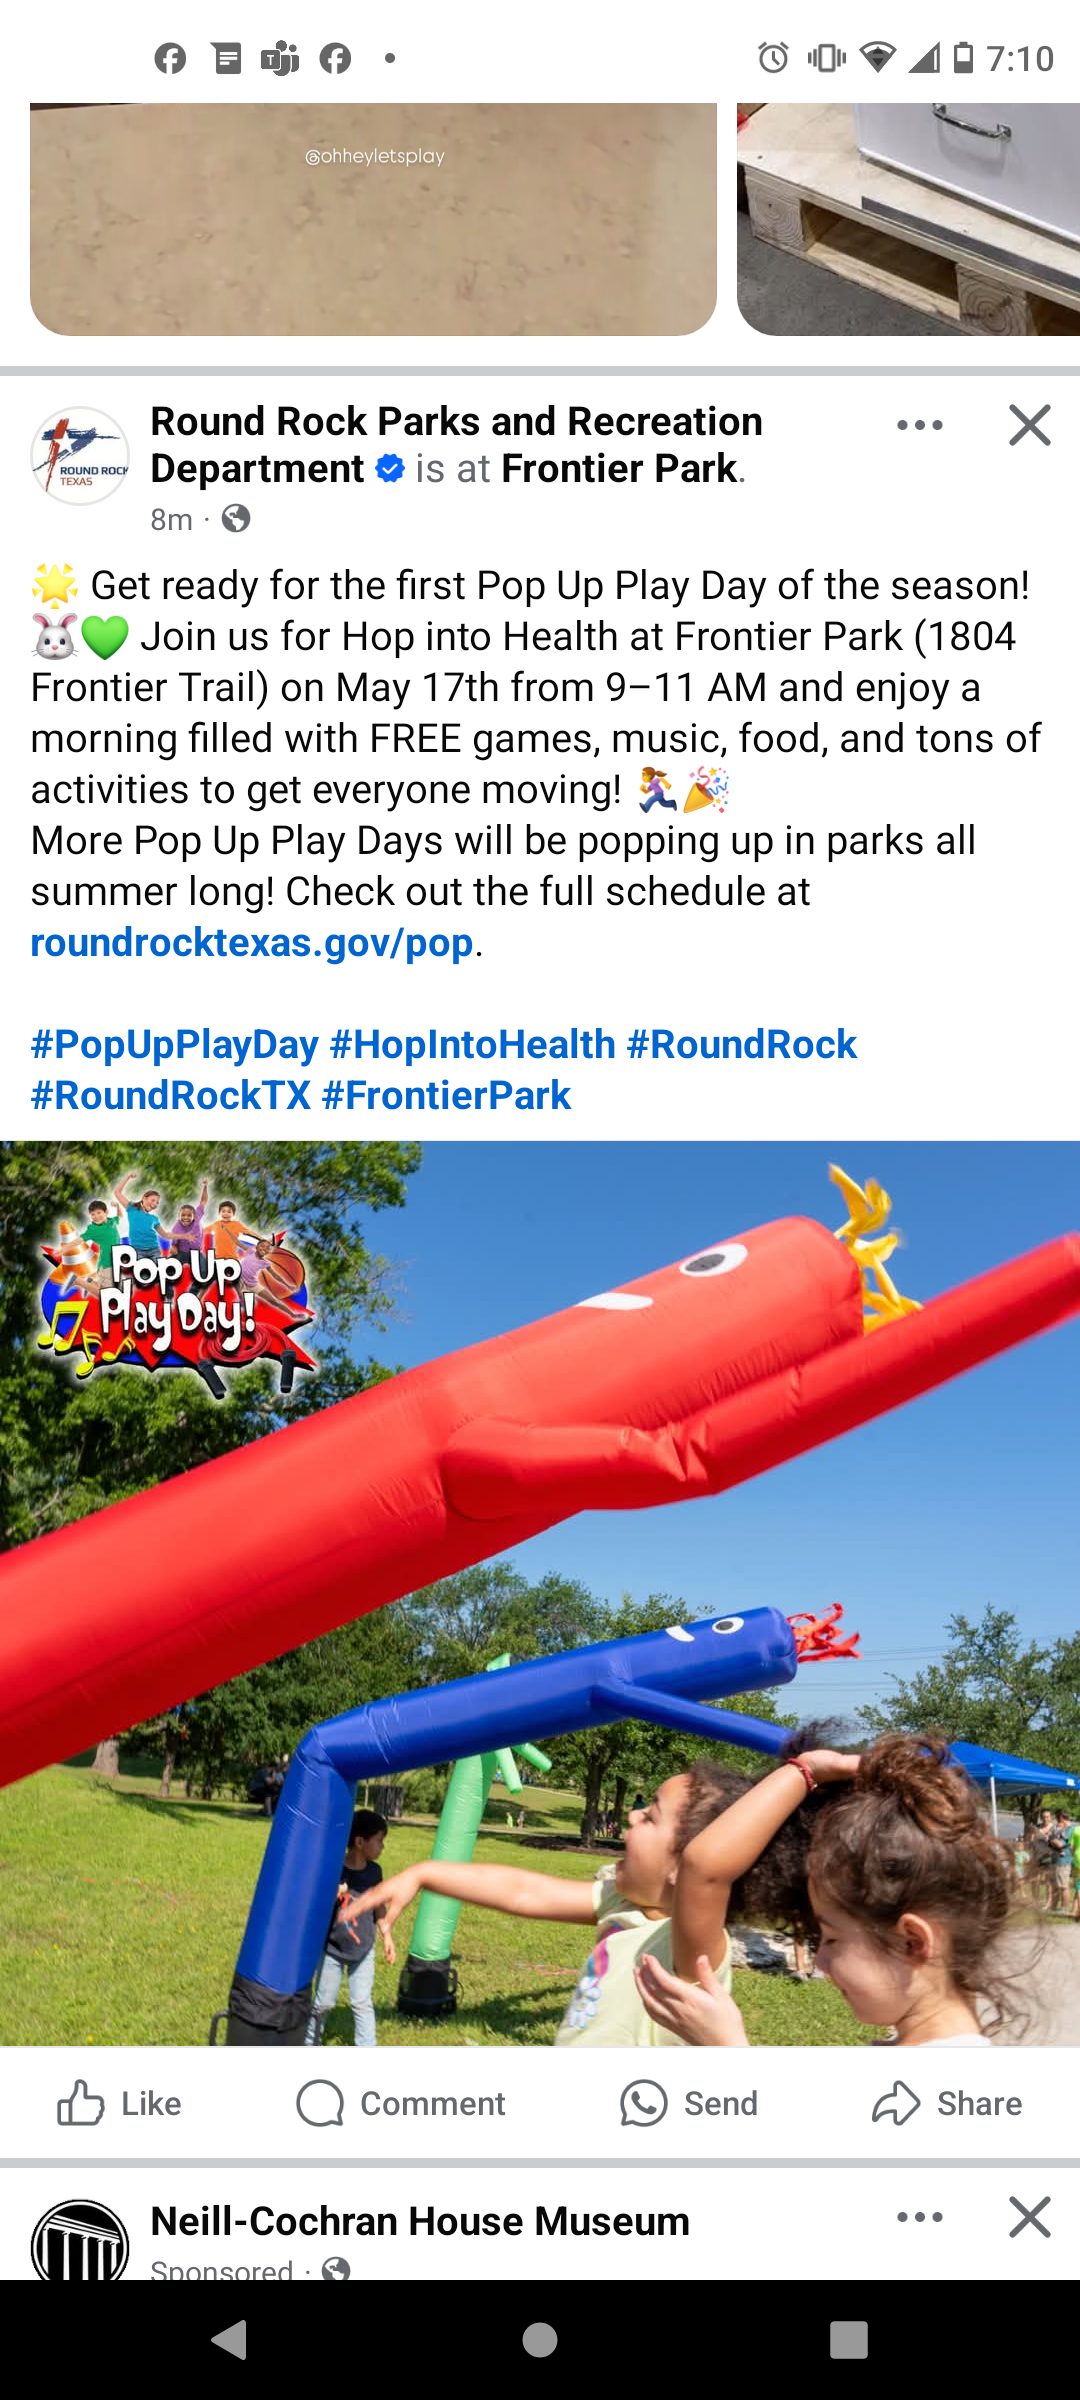 7:10
@ohheyletsplay
ROUND ROCK
TEXAS
Round Rock Parks and Recreation
Department is at Frontier Park.
8m ·
🌟 Get ready for the first Pop Up Play Day of the season!
🐰💚 Join us for Hop into Health at Frontier Park (1804
Frontier Trail) on May 17th from 9–11 AM and enjoy a
morning filled with FREE games, music, food, and tons of
activities to get everyone moving! 🏃‍♀️🎉
More Pop Up Play Days will be popping up in parks all
summer long! Check out the full schedule at
roundrocktexas.gov/pop.
#PopUpPlayDay #HopIntoHealth #RoundRock
#RoundRockTX #FrontierPark
Pop Up
Play Day!
Like Comment Send Share
Neill-Cochran House Museum
Sponsored ·